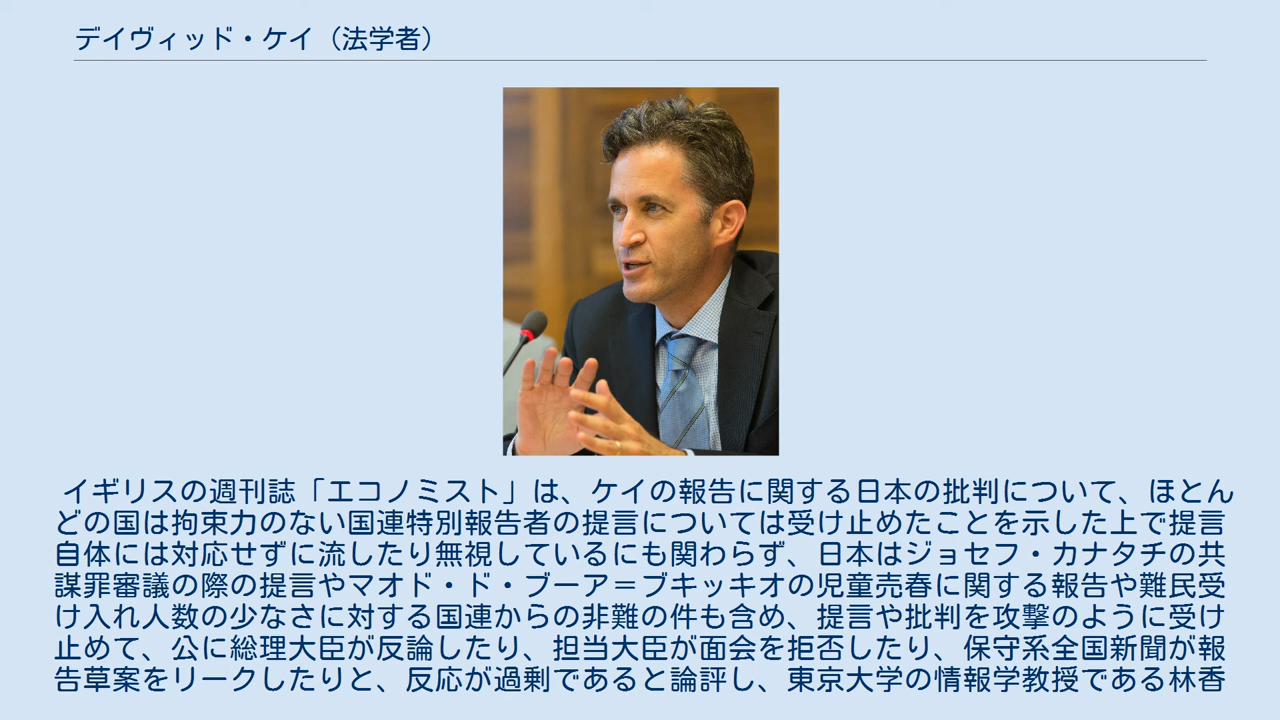 デイヴィッド・ケイ（法学者）
イギリスの週刊誌「エコノミスト」は、ケイの報告に関する日本の批判について、ほとん
どの国は拘束力のない国連特別報告者の提言については受け止めたことを示した上で提言
自体には対応せずに流したり無視しているにも関わらず、日本はジョセフ・カナタチの共
謀罪審議の際の提言やマオド・ド・ブーア＝ブキッキオの児童売春に関する報告や難民受
け入れ人数の少なさに対する国連からの非難の件も含め、提言や批判を攻撃のように受け
止めて、公に総理大臣が反論したり、担当大臣が面会を拒否したり、保守系全国新聞が報
告草案をリークしたりと、反応が過剰であると論評し、東京大学の情報学教授である林香